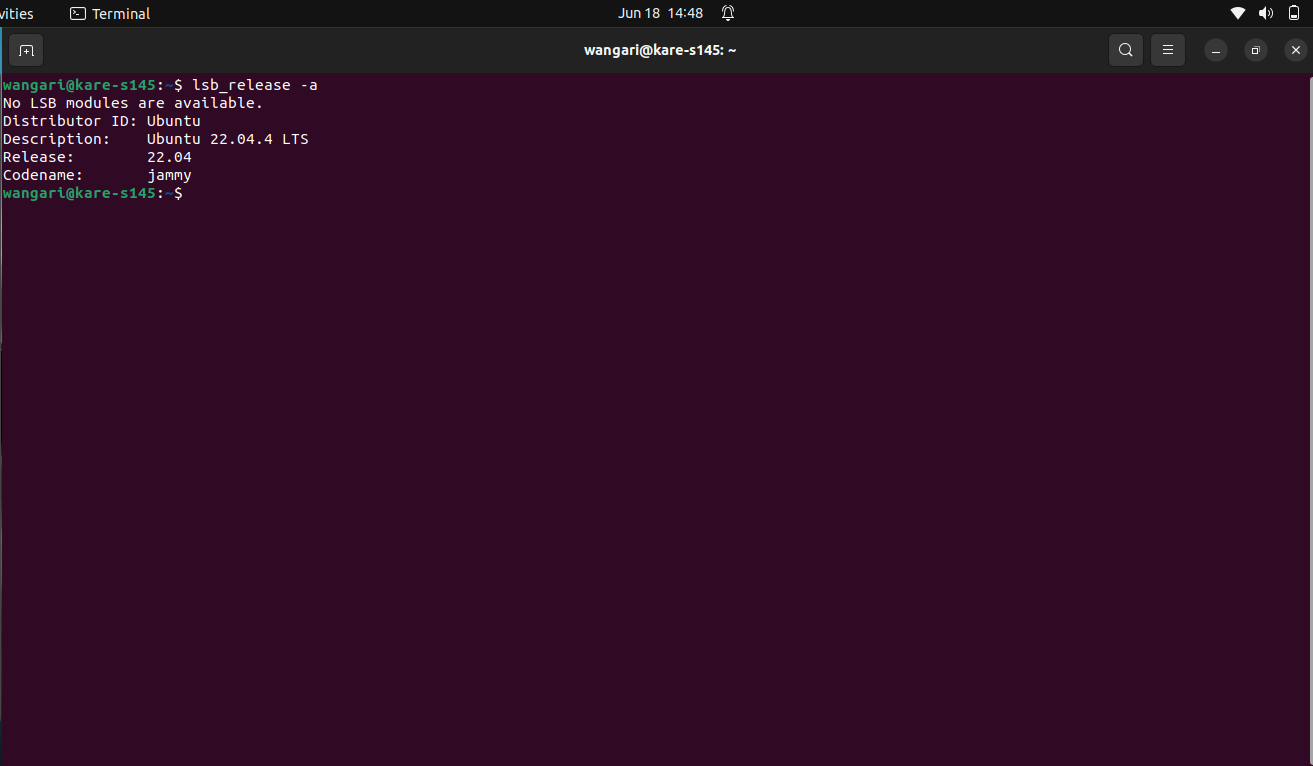 vities Terminal Jun 18 14:48
wangari@kare-s145: ~
wangari@kare-s145:~$ lsb_release -a
No LSB modules are available.
Distributor ID: Ubuntu
Description:    Ubuntu 22.04.4 LTS
Release:        22.04
Codename:       jammy
wangari@kare-s145:~$